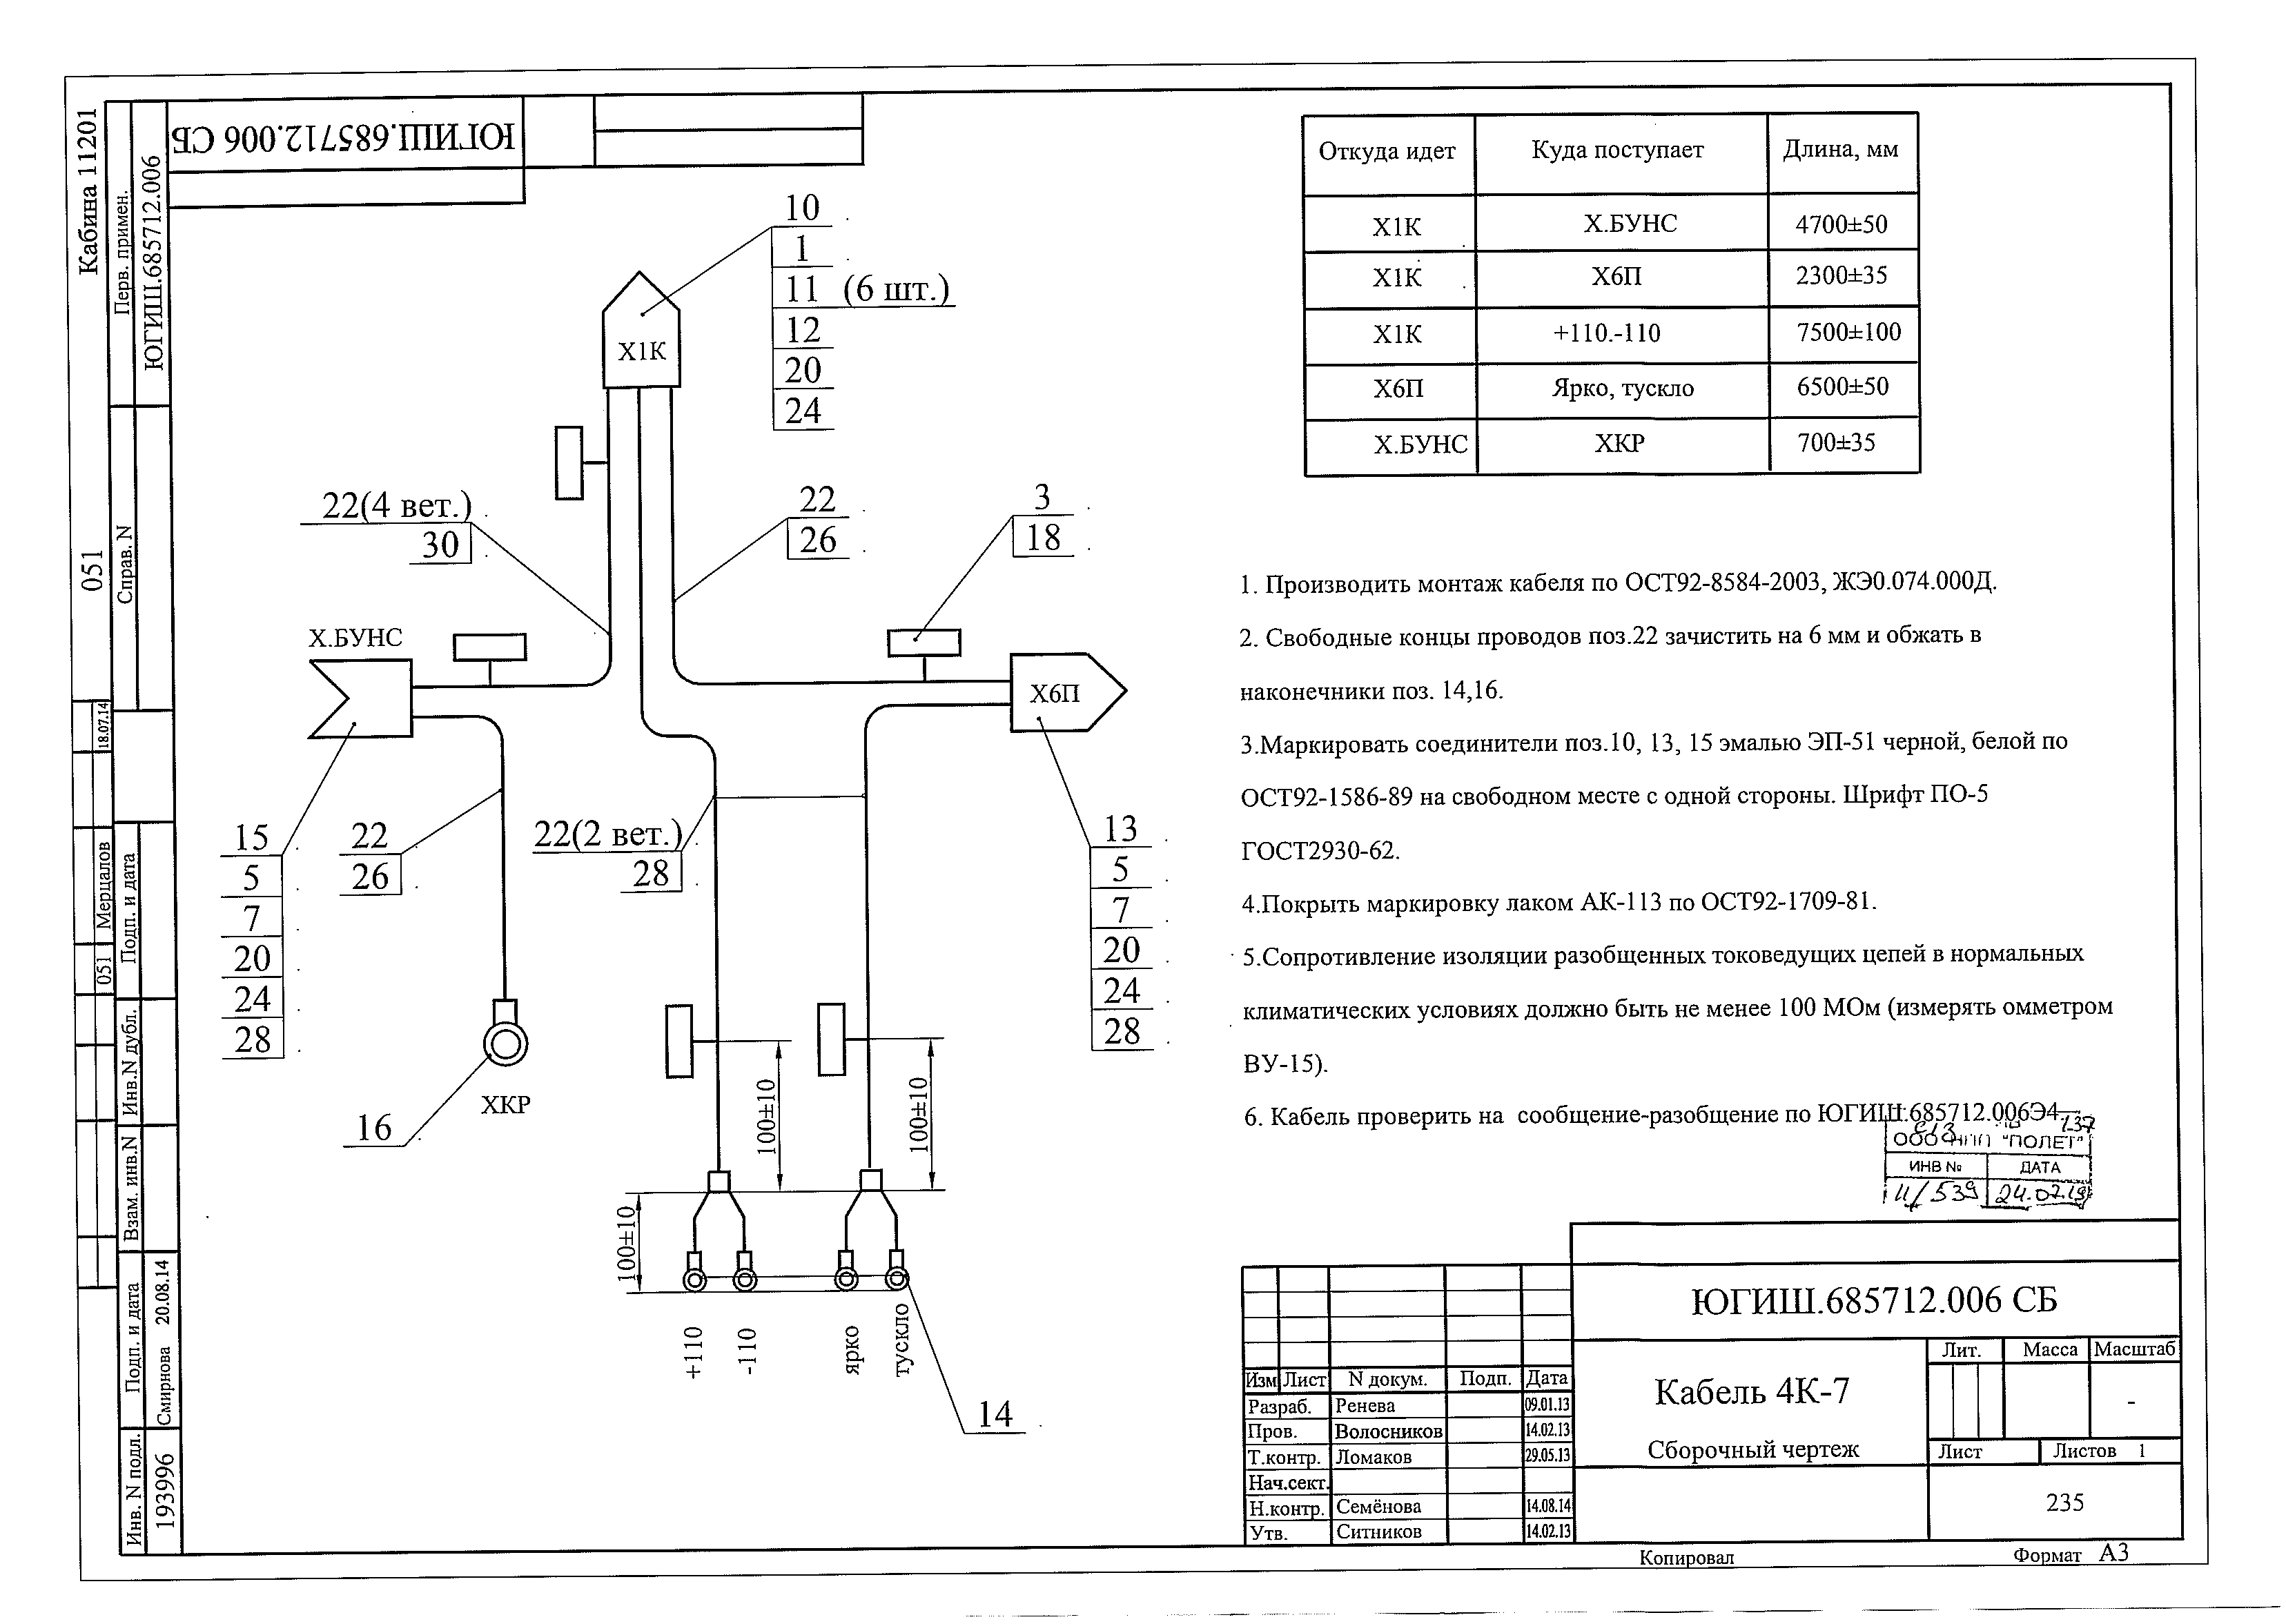 Кабина 11201
051
Перв. примен.
ЮГИШ.685712.006
Справ. N
18.07.14
Мерцалов
051
Подп. и дата
Инв.N дубл.
Взам. инв.N
Подп. и дата
Смирнова 20.08.14
Инв. N подл.
193996
ЮГИШ.685712.006 СБ
10
1
11 (6 шт.)
12
20
24
Х1К
22(4 вет.)
30
22
26
3
18
Х.БУНС
Х6П
15
5
7
20
24
28
22
26
22(2 вет.)
28
13
5
7
20
24
28
16
ХКР
100±10
100±10
100±10
+110
-110
ярко
тускло
14
Откуда идет Куда поступает Длина, мм
Х1К Х.БУНС 4700±50
Х1К Х6П 2300±35
Х1К +110.-110 7500±100
Х6П Ярко, тускло 6500±50
Х.БУНС ХКР 700±35
1. Производить монтаж кабеля по ОСТ92-8584-2003, ЖЭ0.074.000Д.
2. Свободные концы проводов поз.22 зачистить на 6 мм и обжать в
наконечники поз. 14,16.
3.Маркировать соединители поз.10, 13, 15 эмалью ЭП-51 черной, белой по
ОСТ92-1586-89 на свободном месте с одной стороны. Шрифт ПО-5
ГОСТ2930-62.
4.Покрыть маркировку лаком АК-113 по ОСТ92-1709-81.
5.Сопротивление изоляции разобщенных токоведущих цепей в нормальных
климатических условиях должно быть не менее 100 МОм (измерять омметром
ВУ-15).
6. Кабель проверить на сообщение-разобщение по ЮГИШ.685712.006Э4
ООО НПП "ПОЛЕТ"
ИНВ № ДАТА
11/539 24.02.19
ЮГИШ.685712.006 СБ
Изм Лист N докум. Подп. Дата
Разраб. Ренева 09.01.13
Пров. Волосников 14.02.13
Т.контр. Ломаков 29.05.13
Нач.сект.
Н.контр. Семёнова 14.08.14
Утв. Ситников 14.02.13
Кабель 4К-7
Сборочный чертеж
Лит. Масса Масштаб
-
Лист Листов 1
235
Копировал Формат А3